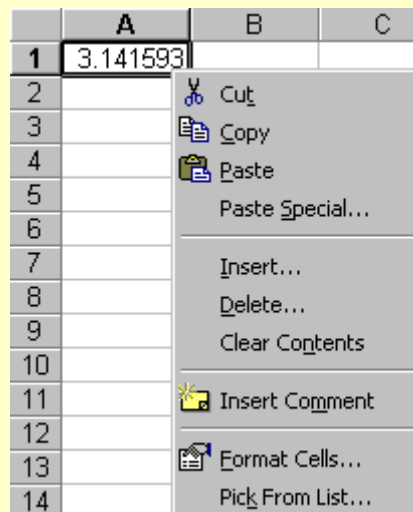 A B C
1 3.141593
2 Cut
3 Copy
4 Paste
5 Paste Special...
6
7 Insert...
8 Delete...
9 Clear Contents
10
11 Insert Comment
12
13 Format Cells...
14 Pick From List...